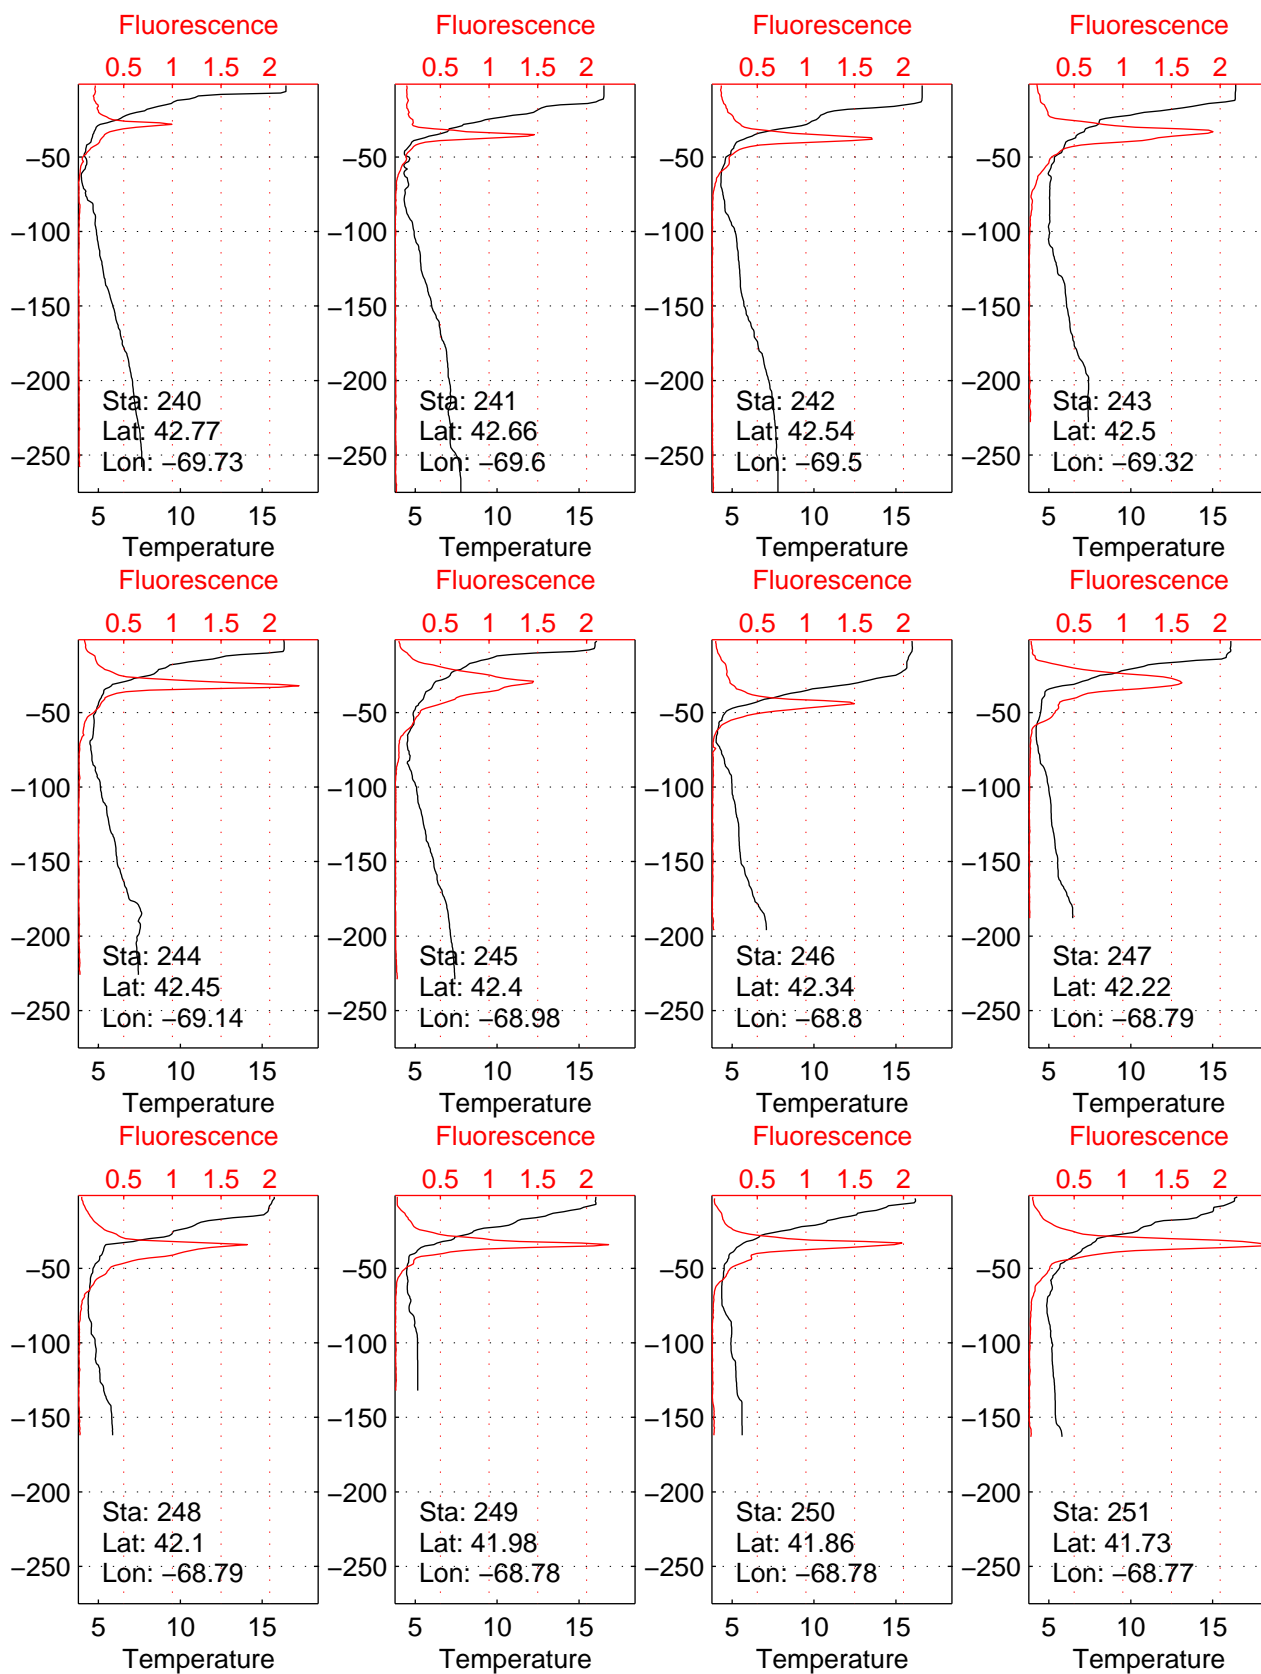 Fluorescence Fluorescence Fluorescence Fluorescence
0.5 1 1.5 2 0.5 1 1.5 2 0.5 1 1.5 2 0.5 1 1.5 2
−50 −50 −50 −50
−100 −100 −100 −100
−150 −150 −150 −150
−200 −200 −200 −200
Sta: 240 Sta: 241 Sta: 242 Sta: 243
Lat: 42.77 Lat: 42.66 Lat: 42.54 Lat: 42.5
−250 Lon: −69.73 −250 Lon: −69.6 −250 Lon: −69.5 −250 Lon: −69.32
5 10 15 5 10 15 5 10 15 5 10 15
Temperature Temperature Temperature Temperature
Fluorescence Fluorescence Fluorescence Fluorescence
0.5 1 1.5 2 0.5 1 1.5 2 0.5 1 1.5 2 0.5 1 1.5 2
−50 −50 −50 −50
−100 −100 −100 −100
−150 −150 −150 −150
−200 −200 −200 −200
Sta: 244 Sta: 245 Sta: 246 Sta: 247
Lat: 42.45 Lat: 42.4 Lat: 42.34 Lat: 42.22
−250 Lon: −69.14 −250 Lon: −68.98 −250 Lon: −68.8 −250 Lon: −68.79
5 10 15 5 10 15 5 10 15 5 10 15
Temperature Temperature Temperature Temperature
Fluorescence Fluorescence Fluorescence Fluorescence
0.5 1 1.5 2 0.5 1 1.5 2 0.5 1 1.5 2 0.5 1 1.5 2
−50 −50 −50 −50
−100 −100 −100 −100
−150 −150 −150 −150
−200 −200 −200 −200
Sta: 248 Sta: 249 Sta: 250 Sta: 251
Lat: 42.1 Lat: 41.98 Lat: 41.86 Lat: 41.73
−250 Lon: −68.79 −250 Lon: −68.78 −250 Lon: −68.78 −250 Lon: −68.77
5 10 15 5 10 15 5 10 15 5 10 15
Temperature Temperature Temperature Temperature